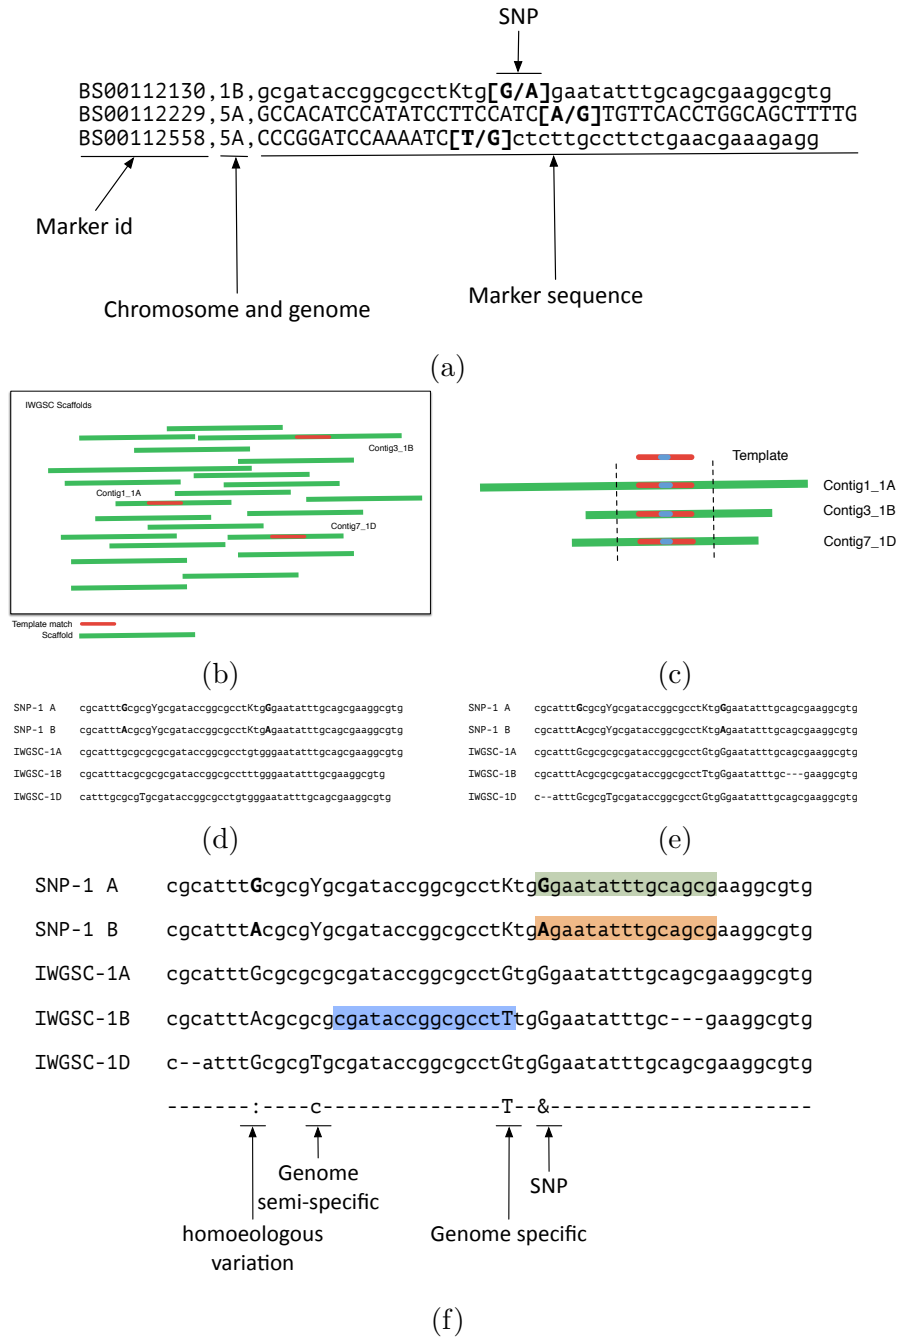 SNP
BS00112130,1B,gcgataccggcgcctKtg[G/A]gaatatttgcagcgaaggcgtg
BS00112229,5A,GCCACATCCATATCCTTCCATC[A/G]TGTTCACCTGGCAGCTTTTG
BS00112558,5A,CCCGGATCCAAAATC[T/G]ctcttgccttctgaacgaaagagg
Marker id
Chromosome and genome
Marker sequence
(a)
IWGSC Scaffolds
Contig3_1B
Contig1_1A
Contig7_1D
Template match
Scaffold
(b)
Template
Contig1_1A
Contig3_1B
Contig7_1D
(c)
SNP-1 A cgcatttGcgcgYgcgataccggcgcctKtgGgaatatttgcagcgaaggcgtg
SNP-1 B cgcatttAcgcgYgcgataccggcgcctKtgAgaatatttgcagcgaaggcgtg
IWGSC-1A cgcatttgcgcgcgcgataccggcgcctgtgggaatatttgcagcgaaggcgtg
IWGSC-1B cgcatttacgcgcgcgataccggcgcctttgggaatatttgcgaaggcgtg
IWGSC-1D catttgcgcgTgcgataccggcgcctgtgggaatatttgcagcgaaggcgtg
(d)
SNP-1 A cgcatttGcgcgYgcgataccggcgcctKtgGgaatatttgcagcgaaggcgtg
SNP-1 B cgcatttAcgcgYgcgataccggcgcctKtgAgaatatttgcagcgaaggcgtg
IWGSC-1A cgcatttGcgcgcgcgataccggcgcctGtgGgaatatttgcagcgaaggcgtg
IWGSC-1B cgcatttAcgcgcgcgataccggcgcctTtgGgaatatttgc---gaaggcgtg
IWGSC-1D c--atttGcgcgTgcgataccggcgcctGtgGgaatatttgcagcgaaggcgtg
(e)
SNP-1 A cgcatttGcgcgYgcgataccggcgcctKtgGgaatatttgcagcgaaggcgtg
SNP-1 B cgcatttAcgcgYgcgataccggcgcctKtgAgaatatttgcagcgaaggcgtg
IWGSC-1A cgcatttGcgcgcgcgataccggcgcctGtgGgaatatttgcagcgaaggcgtg
IWGSC-1B cgcatttAcgcgcgcgataccggcgcctTtgGgaatatttgc---gaaggcgtg
IWGSC-1D c--atttGcgcgTgcgataccggcgcctGtgGgaatatttgcagcgaaggcgtg
-------:----c---------------T--&----------------------
Genome
semi-specific
SNP
homoeologous
variation
Genome specific
(f)